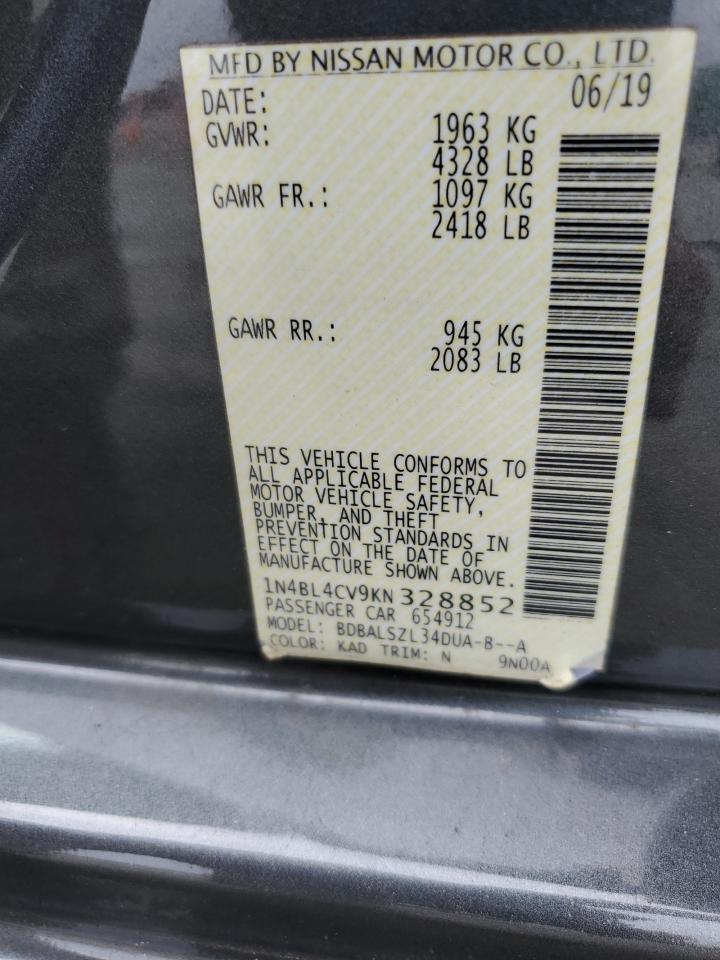 MFD BY NISSAN MOTOR CO., LTD.
DATE: 06/19
GVWR: 1963 KG
4328 LB
GAWR FR.: 1097 KG
2418 LB
GAWR RR.: 945 KG
2083 LB
THIS VEHICLE CONFORMS TO
ALL APPLICABLE FEDERAL
MOTOR VEHICLE SAFETY,
BUMPER, AND THEFT
PREVENTION STANDARDS IN
EFFECT ON THE DATE OF
MANUFACTURE SHOWN ABOVE.
1N4BL4CV9KN328852
PASSENGER CAR 654912
MODEL: BDBALSZL34DUA-B--A
COLOR: KAD TRIM: N 9N00A